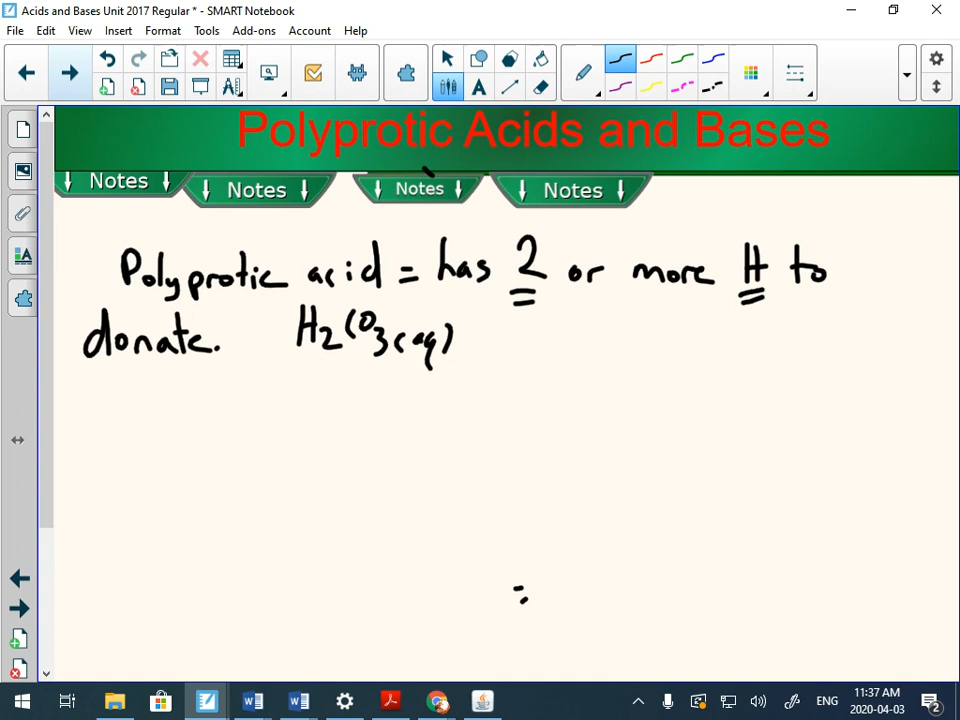 Acids and Bases Unit 2017 Regular * - SMART Notebook
File Edit View Insert Format Tools Add-ons Account Help
Polyprotic Acids and Bases
Notes Notes Notes Notes
Polyprotic acid = has 2 or more H to
donate. H2CO3(aq)
=
ENG
11:37 AM
2020-04-03
2